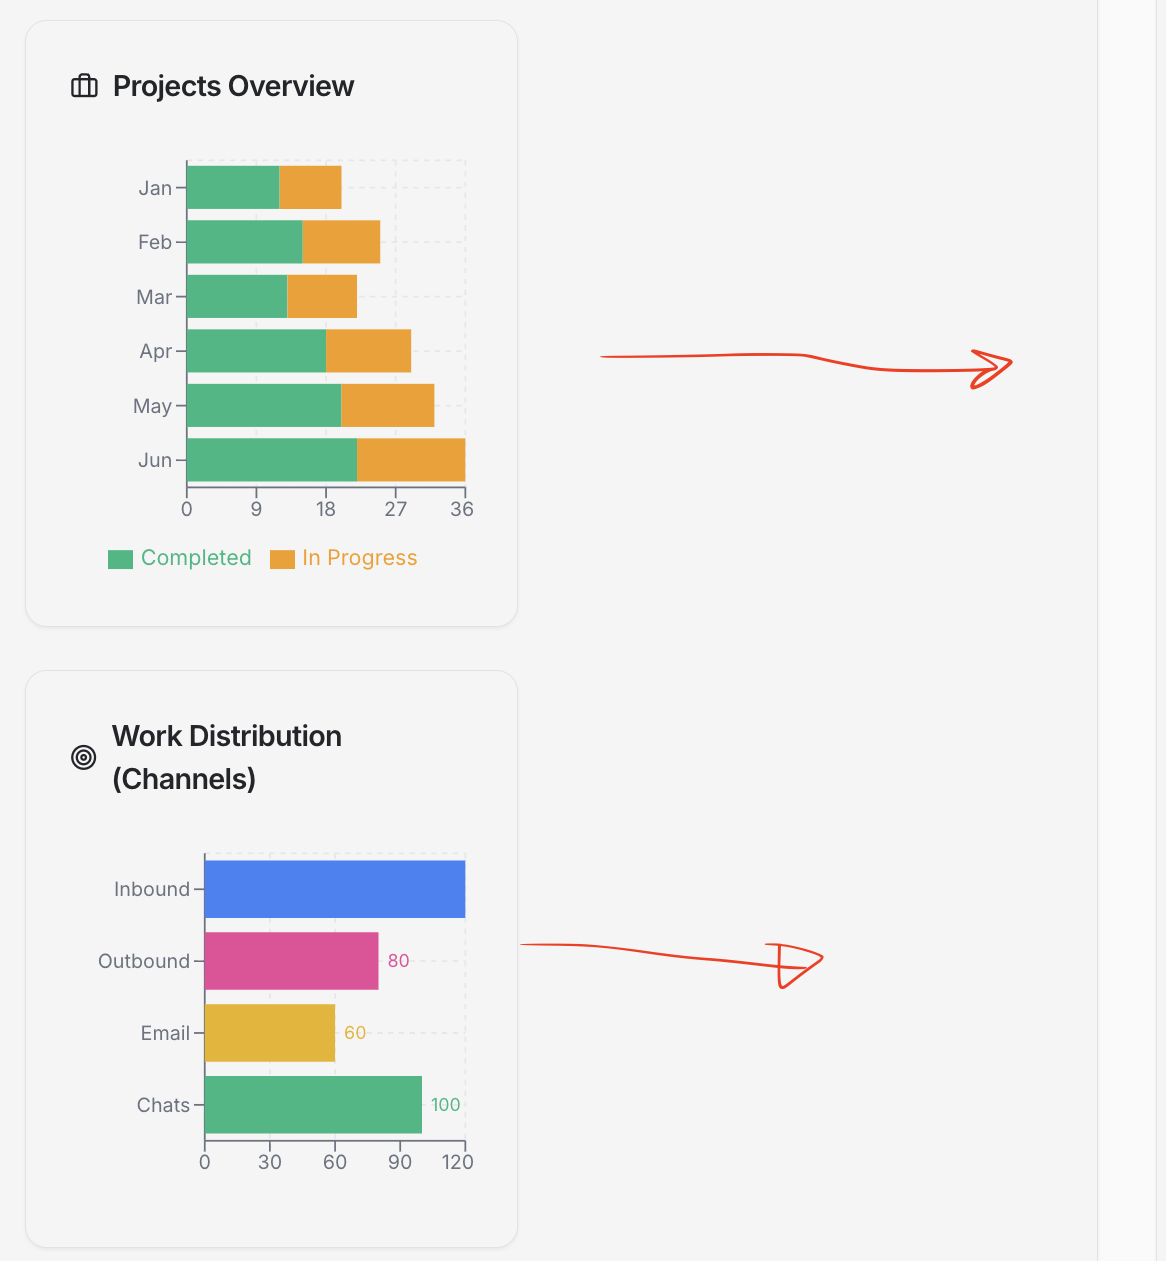 Projects Overview
Jan
Feb
Mar
Apr
May
Jun
0 9 18 27 36
Completed In Progress
Work Distribution
(Channels)
Inbound
Outbound 80
Email 60
Chats 100
0 30 60 90 120